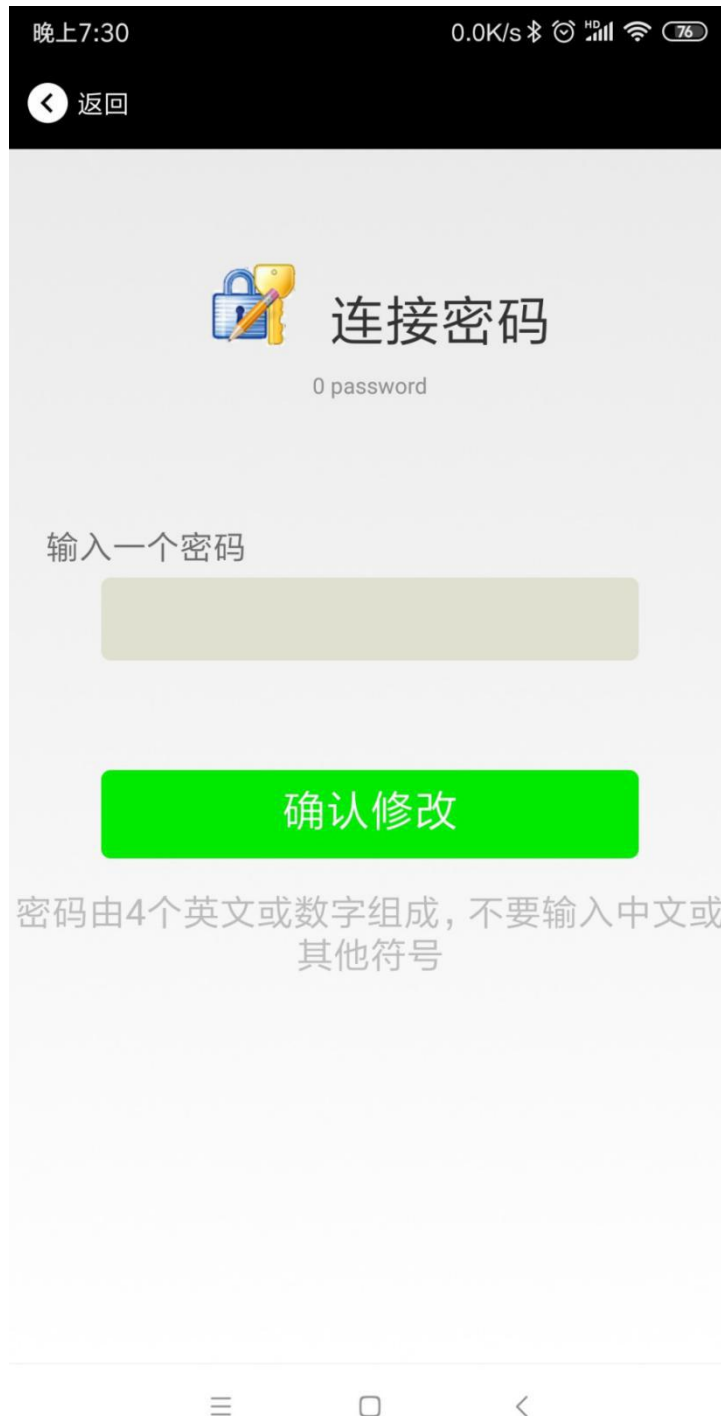 晚上7:30 0.0K/s HD 76
返回
连接密码
0 password
输入一个密码
确认修改
密码由4个英文或数字组成，不要输入中文或
其他符号